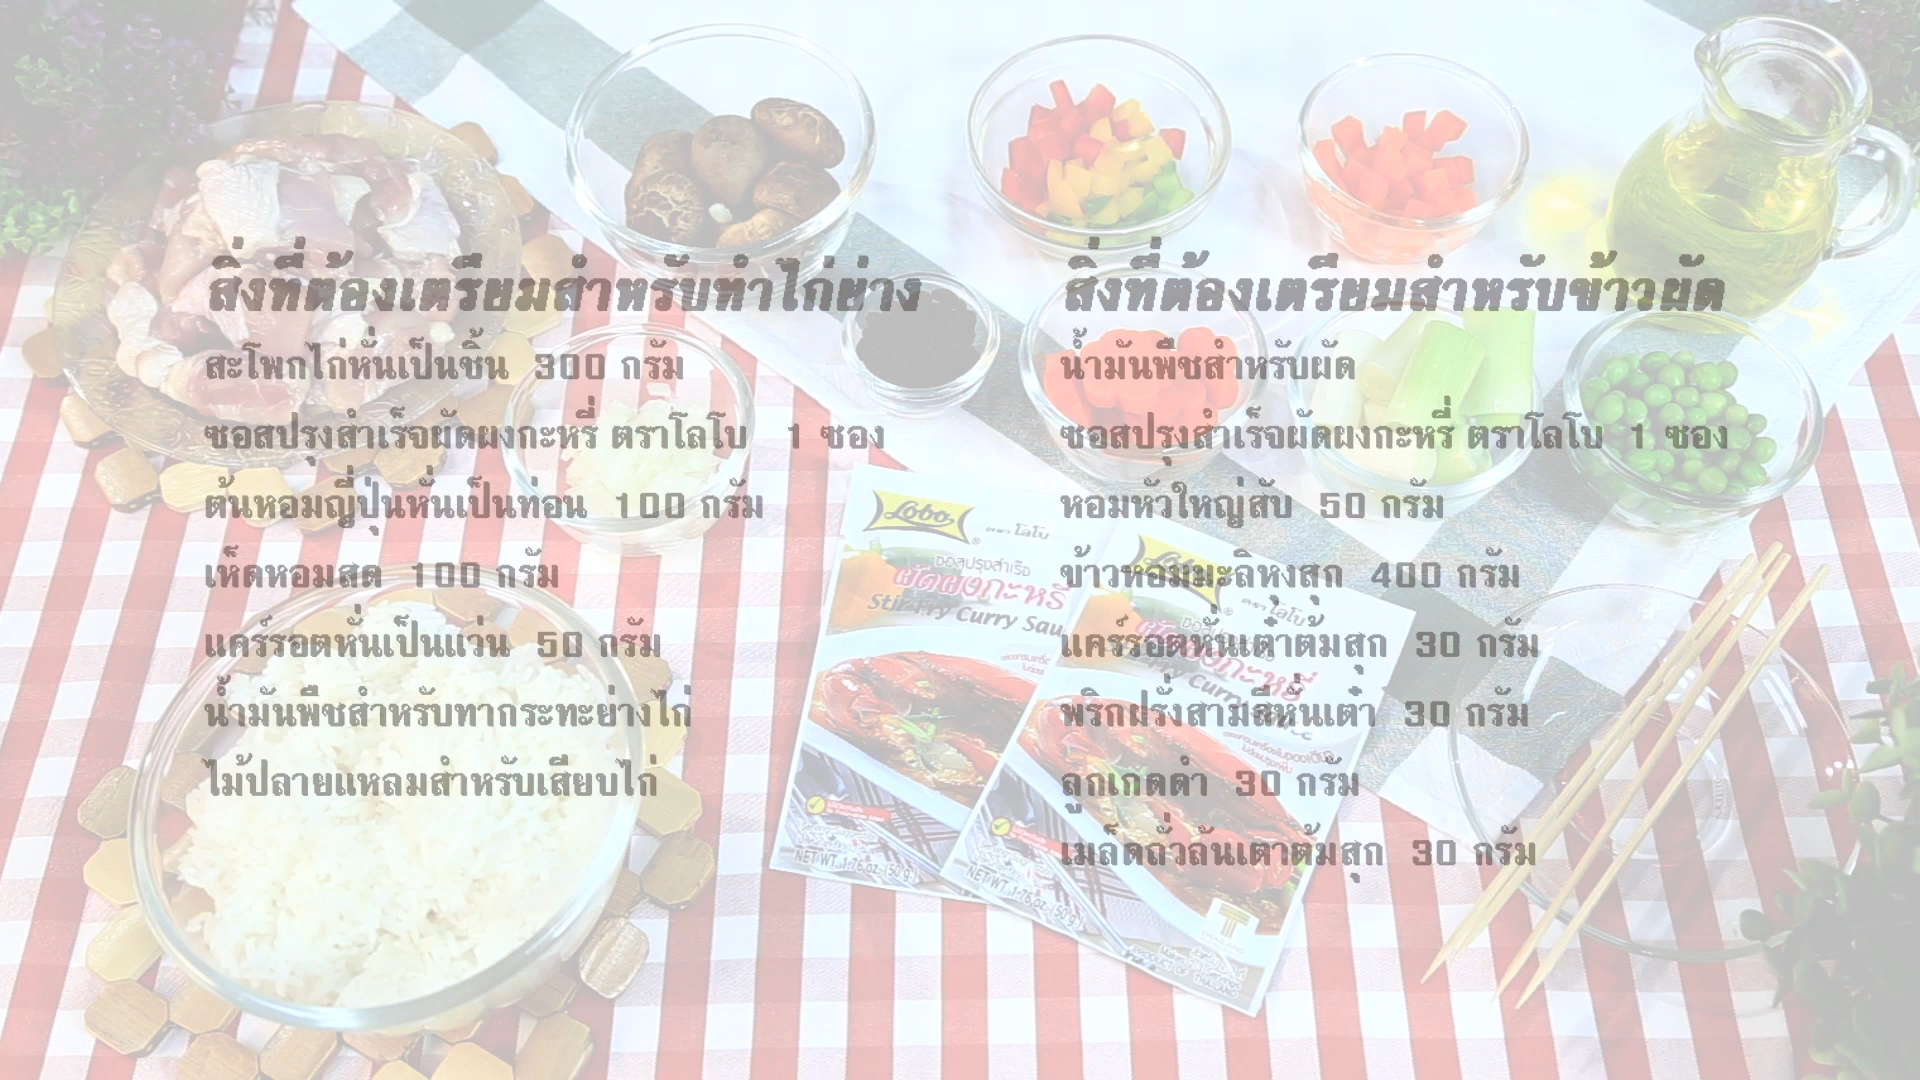 สิ่งที่ต้องเตรียมสำหรับทำไก่ย่าง
สะโพกไก่หั่นเป็นชิ้น 300 กรัม
ซอสปรุงสำเร็จผัดผงกะหรี่ ตราโลโบ 1 ซอง
ต้นหอมญี่ปุ่นหั่นเป็นท่อน 100 กรัม
เห็ดหอมสด 100 กรัม
แคร์รอตหั่นเป็นแว่น 50 กรัม
น้ำมันพืชสำหรับทากระทะย่างไก่
ไม้ปลายแหลมสำหรับเสียบไก่
สิ่งที่ต้องเตรียมสำหรับข้าวผัด
น้ำมันพืชสำหรับผัด
ซอสปรุงสำเร็จผัดผงกะหรี่ ตราโลโบ 1 ซอง
หอมหัวใหญ่สับ 50 กรัม
ข้าวหอมมะลิหุงสุก 400 กรัม
แคร์รอตหั่นเต๋าต้มสุก 30 กรัม
พริกฝรั่งสามสีหั่นเต๋า 30 กรัม
ลูกเกดดำ 30 กรัม
เมล็ดถั่วลันเตาต้มสุก 30 กรัม
Lobo
ตรา โลโบ
ซอสปรุงสำเร็จ
ผัดผงกะหรี่
Stir-Fry Curry
NET WT. 1.76 oz. (50 g.)
Lobo
ตรา โลโบ
NET WT. 1.76 oz. (50 g.)